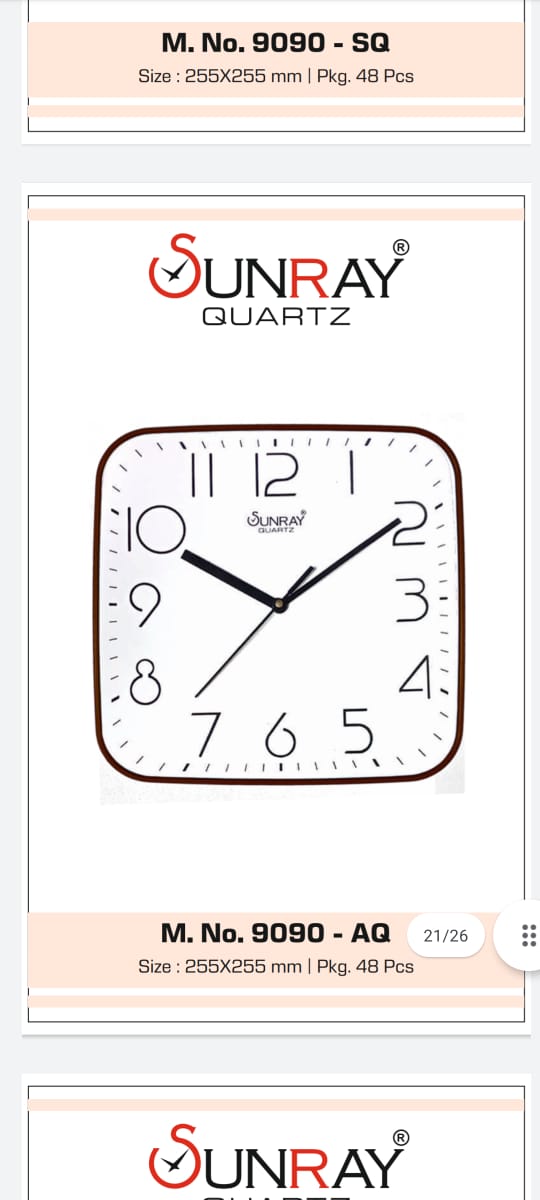 M. No. 9090 - SQ
Size : 255X255 mm | Pkg. 48 Pcs
SUNRAY®
QUARTZ
11 12 1
10 2
SUNRAY®
QUARTZ
9 3
8 4
7 6 5
M. No. 9090 - AQ
21/26
Size : 255X255 mm | Pkg. 48 Pcs
SUNRAY®